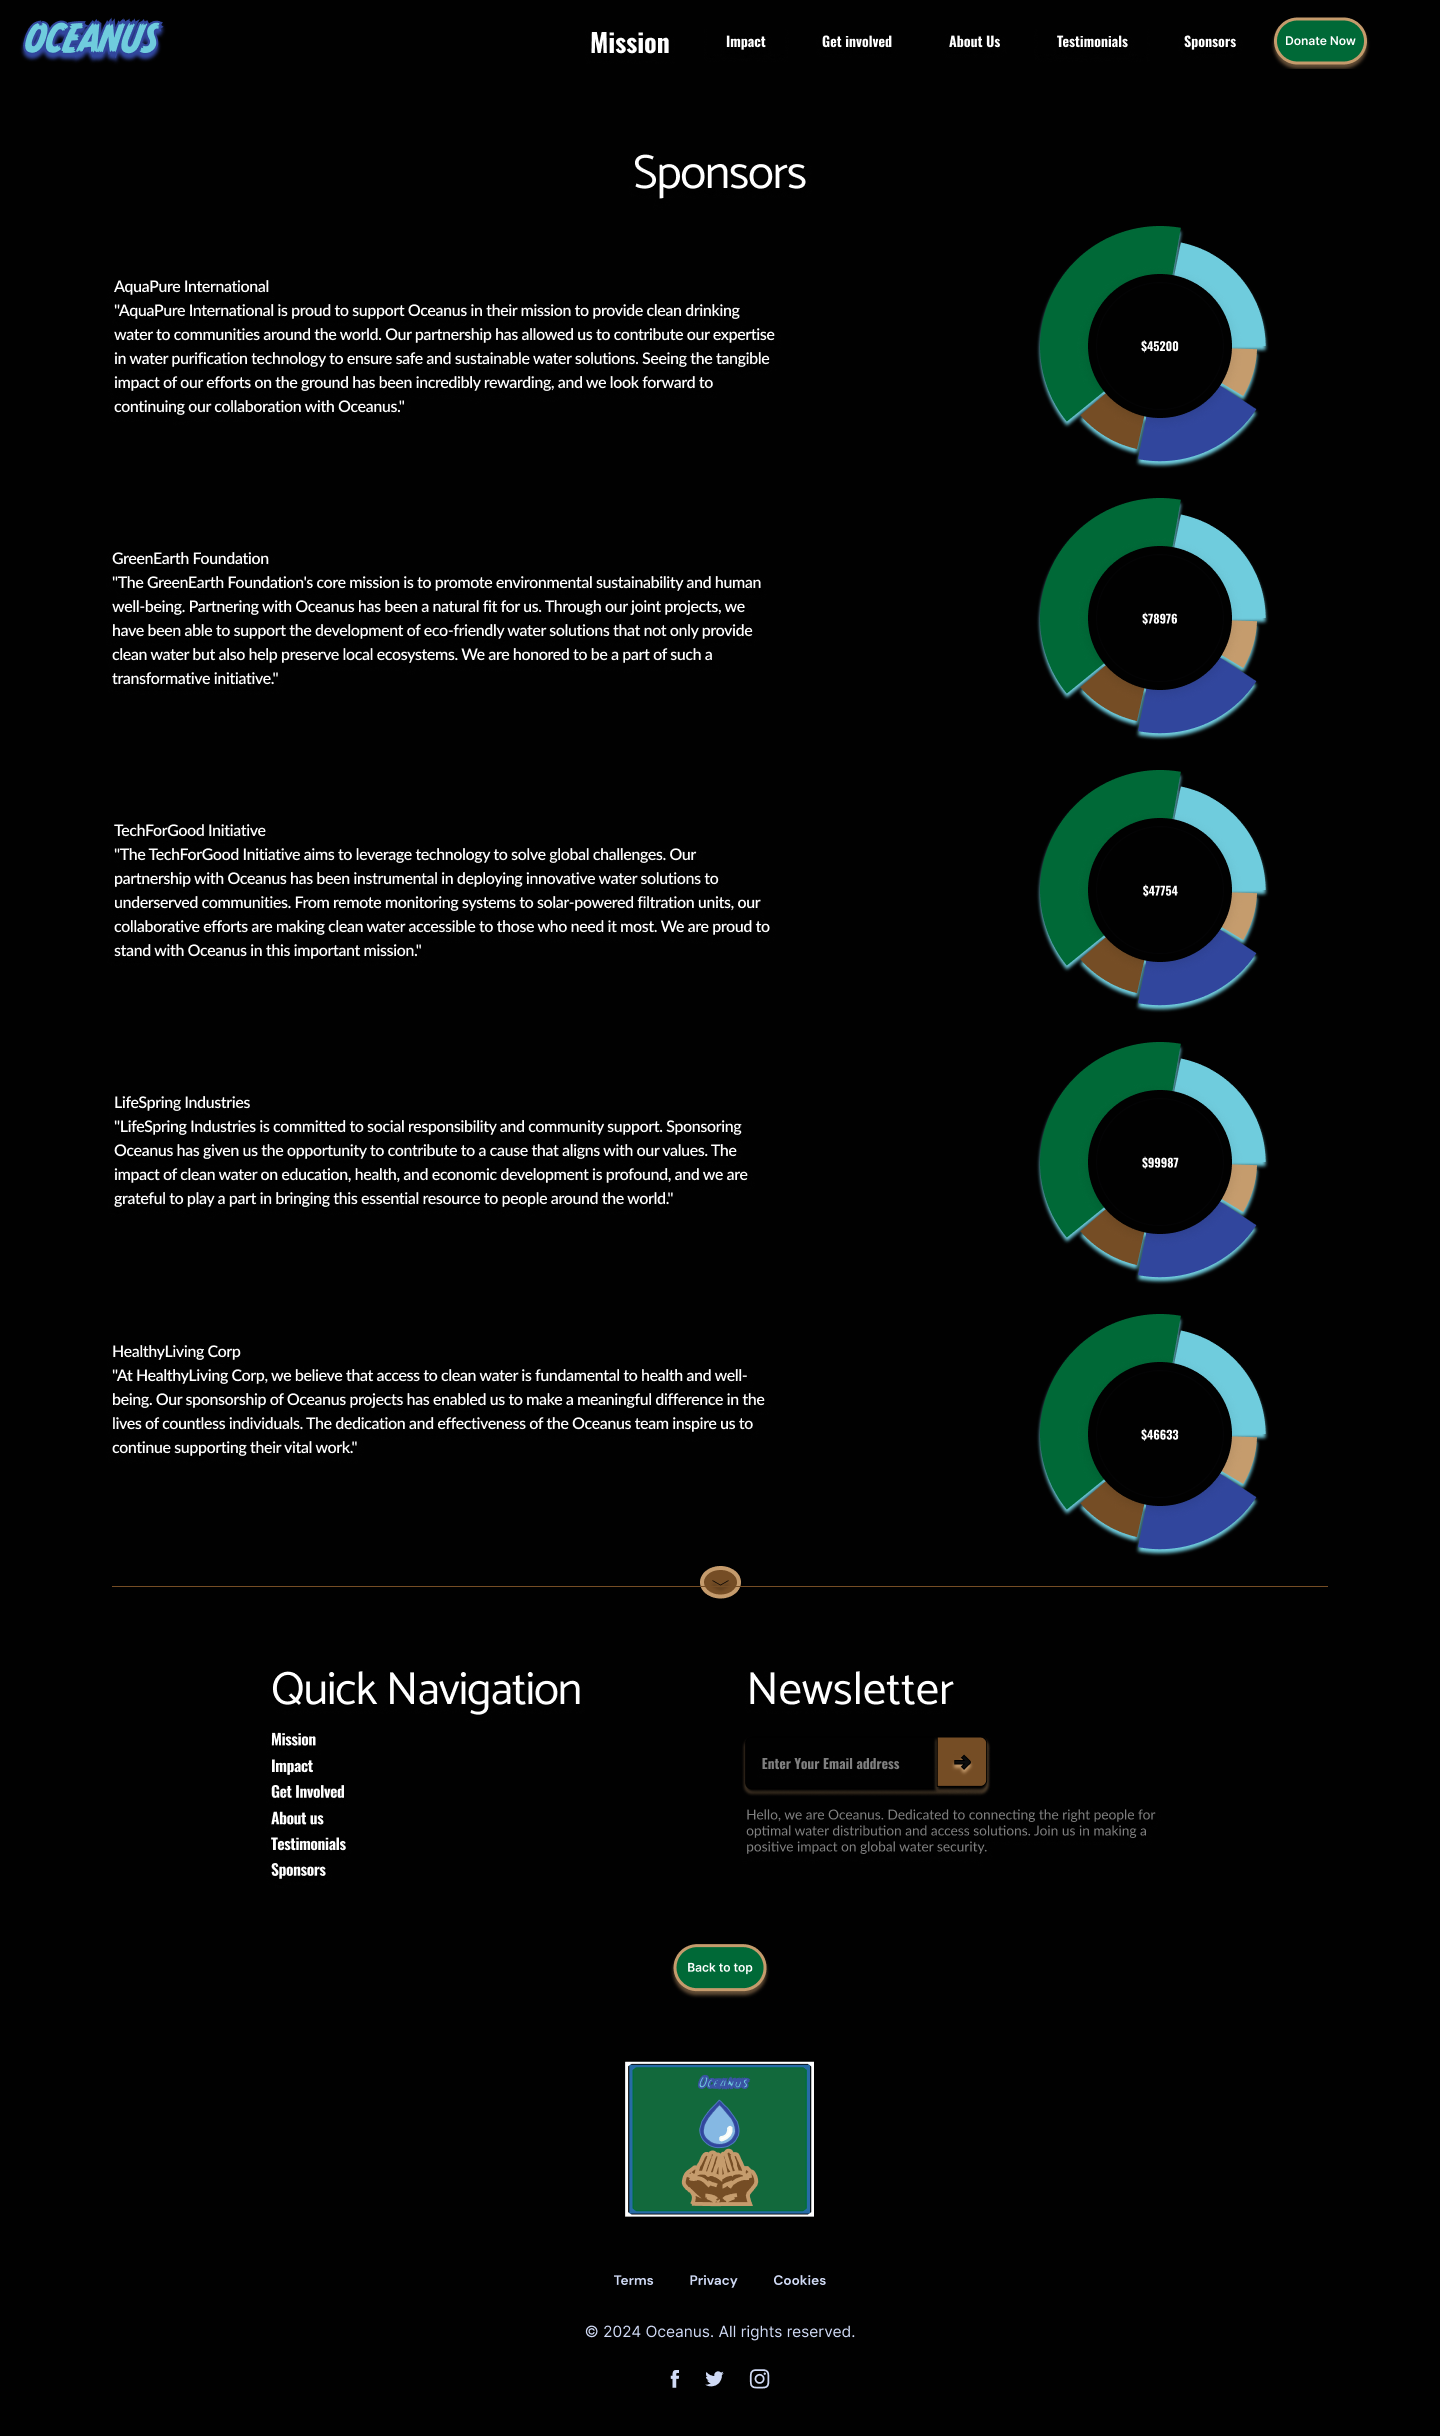 OCEANUS
Mission
Impact
Get involved
About Us
Testimonials
Sponsors
Donate Now
Sponsors
AquaPure International
"AquaPure International is proud to support Oceanus in their mission to provide clean drinking
water to communities around the world. Our partnership has allowed us to contribute our expertise
in water purification technology to ensure safe and sustainable water solutions. Seeing the tangible
impact of our efforts on the ground has been incredibly rewarding, and we look forward to
continuing our collaboration with Oceanus."
$45200
GreenEarth Foundation
"The GreenEarth Foundation's core mission is to promote environmental sustainability and human
well-being. Partnering with Oceanus has been a natural fit for us. Through our joint projects, we
have been able to support the development of eco-friendly water solutions that not only provide
clean water but also help preserve local ecosystems. We are honored to be a part of such a
transformative initiative."
$78976
TechForGood Initiative
"The TechForGood Initiative aims to leverage technology to solve global challenges. Our
partnership with Oceanus has been instrumental in deploying innovative water solutions to
underserved communities. From remote monitoring systems to solar-powered filtration units, our
collaborative efforts are making clean water accessible to those who need it most. We are proud to
stand with Oceanus in this important mission."
$47754
LifeSpring Industries
"LifeSpring Industries is committed to social responsibility and community support. Sponsoring
Oceanus has given us the opportunity to contribute to a cause that aligns with our values. The
impact of clean water on education, health, and economic development is profound, and we are
grateful to play a part in bringing this essential resource to people around the world."
$99987
HealthyLiving Corp
"At HealthyLiving Corp, we believe that access to clean water is fundamental to health and well-
being. Our sponsorship of Oceanus projects has enabled us to make a meaningful difference in the
lives of countless individuals. The dedication and effectiveness of the Oceanus team inspire us to
continue supporting their vital work."
$46633
Quick Navigation
Mission
Impact
Get Involved
About us
Testimonials
Sponsors
Newsletter
Enter Your Email address
Hello, we are Oceanus. Dedicated to connecting the right people for
optimal water distribution and access solutions. Join us in making a
positive impact on global water security.
Back to top
OCEANUS
Terms
Privacy
Cookies
© 2024 Oceanus. All rights reserved.